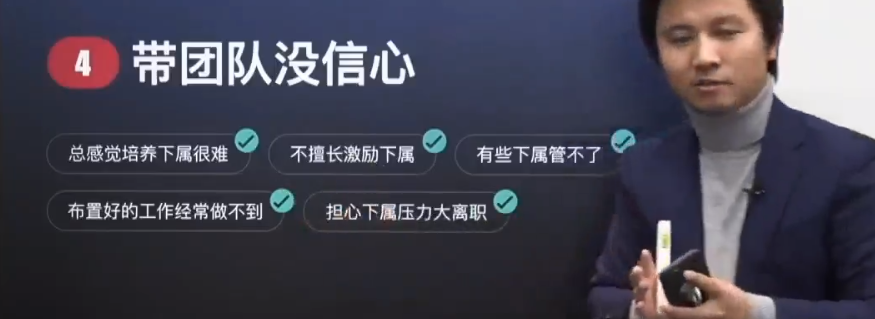 4 带团队没信心
总感觉培养下属很难 不擅长激励下属 有些下属管不了
布置好的工作经常做不到 担心下属压力大离职